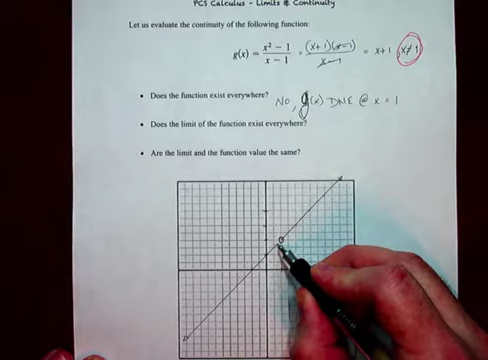 PCS Calculus - Limits & Continuity
Let us evaluate the continuity of the following function:
g(x) = x² − 1 / x − 1 = (x+1)(x−1) / x−1 = x+1, x≠1
• Does the function exist everywhere? NO, g(x) DNE @ x = 1
• Does the limit of the function exist everywhere?
• Are the limit and the function value the same?